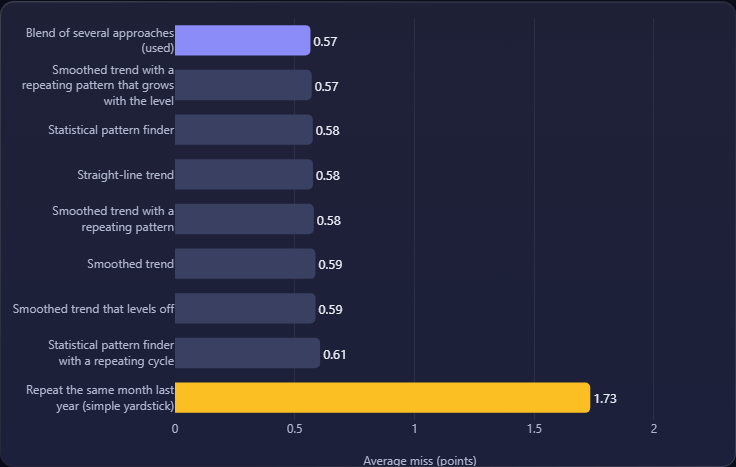 Blend of several approaches
(used)
0.57
Smoothed trend with a
repeating pattern that grows
with the level
0.57
Statistical pattern finder
0.58
Straight-line trend
0.58
Smoothed trend with a
repeating pattern
0.58
Smoothed trend
0.59
Smoothed trend that levels off
0.59
Statistical pattern finder
with a repeating cycle
0.61
Repeat the same month last
year (simple yardstick)
1.73
0 0.5 1 1.5 2
Average miss (points)